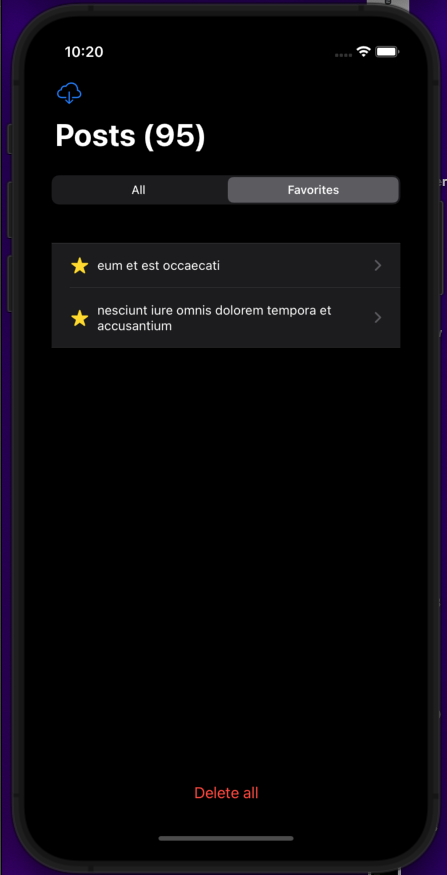 10:20
Posts (95)
All
Favorites
eum et est occaecati
nesciunt iure omnis dolorem tempora et
accusantium
Delete all